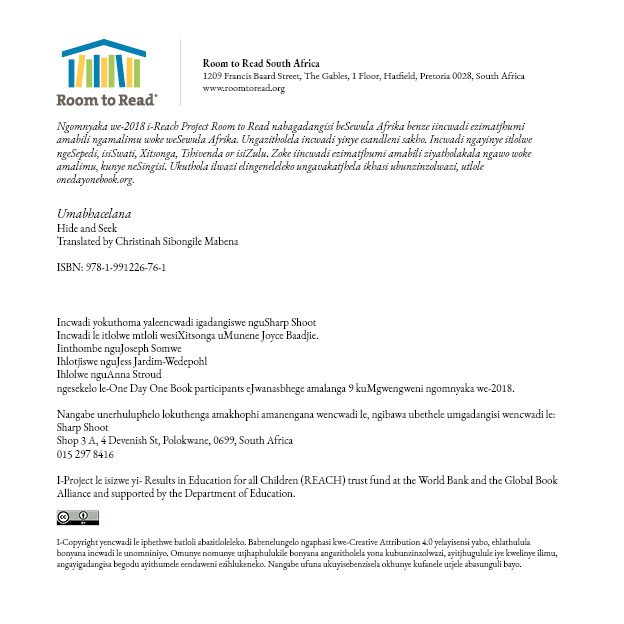 Room to Read®
Room to Read South Africa
1209 Francis Baard Street, The Gables, 1 Floor, Hatfield, Pretoria 0028, South Africa
www.roomtoread.org
Ngomnyaka we-2018 i-Reach Project Room to Read nabagadangisi beSewula Afrika benze iincwadi ezimatjhumi
amabili ngamalimu woke weSewula Afrika. Ungazitholela incwadi yinye esandleni sakho. Incwadi ngayinye itlolwe
ngeSepedi, isiSwati, Xitsonga, Tshivenda or isiZulu. Zoke iincwadi ezimatjhumi amabili ziyatholakala ngawo woke
amalimu, kunye neSingisi. Ukuthola ilwazi elingeneleleko ungavakatjhela ikhasi ubunzinzolwazi, utlole
onedayonebook.org.
Umabhacelana
Hide and Seek
Translated by Christinah Sibongile Mabena
ISBN: 978-1-991226-76-1
Incwadi yokuthoma yaleencwadi igadangiswe nguSharp Shoot
Incwadi le itlolwe mtloli wesiXitsonga uMunene Joyce Baadjie.
Iinthombe nguJoseph Somwe
Ihlotjiswe nguJess Jardim-Wedepohl
Ihlolwe nguAnna Stroud
ngesekelo le-One Day One Book participants eJwanasbhege amalanga 9 kuMgwengweni ngomnyaka we-2018.
Nangabe unerhuluphelo lokuthenga amakhophi amanengana wencwadi le, ngibawa ubethele umgadangisi wencwadi le:
Sharp Shoot
Shop 3 A, 4 Devenish St, Polokwane, 0699, South Africa
015 297 8416
I-Project le isizwe yi- Results in Education for all Children (REACH) trust fund at the World Bank and the Global Book
Alliance and supported by the Department of Education.
cc BY
I-Copyright yencwadi le iphethwe batloli abazitloleleko. Babenelungelo ngaphasi kwe-Creative Attribution 4.0 yelayisensi yabo, ehlathulula
bonyana incwadi le unomniniyo. Omunye nomunye utjhaphulukile bonyana angazitholela yona kubunzinzolwazi, ayitjhugulule iye kwelinye ilimu,
angayigadangisa begodu ayithumele eendaweni ezihlukeneko. Nangabe ufuna ukuyisebenzisela okhunye kufanele utjele abasunguli bayo.